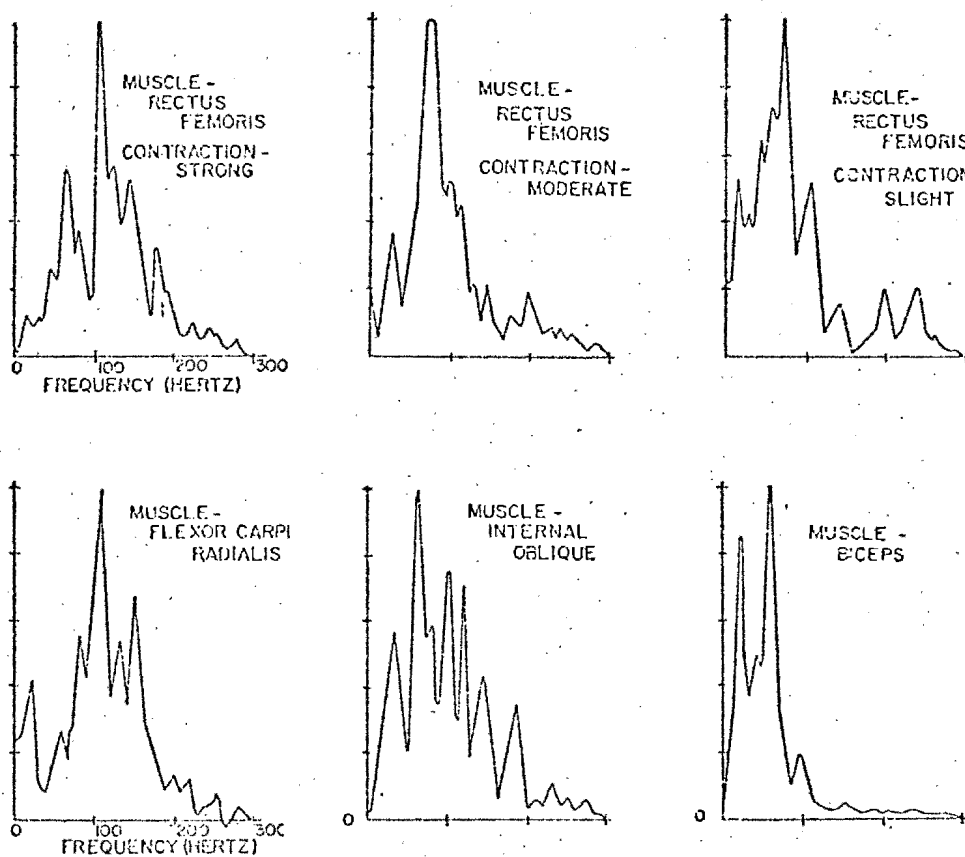 MUSCLE-
RECTUS
FEMORIS
CONTRACTION-
STRONG
0 100 200 300
FREQUENCY (HERTZ)
MUSCLE-
RECTUS
FEMORIS
CONTRACTION-
MODERATE
MUSCLE-
RECTUS
FEMORIS
CONTRACTION
SLIGHT
MUSCLE-
FLEXOR CARPI
RADIALIS
0 100 200 300
FREQUENCY (HERTZ)
MUSCLE-
INTERNAL
OBLIQUE
0
MUSCLE-
BICEPS
0